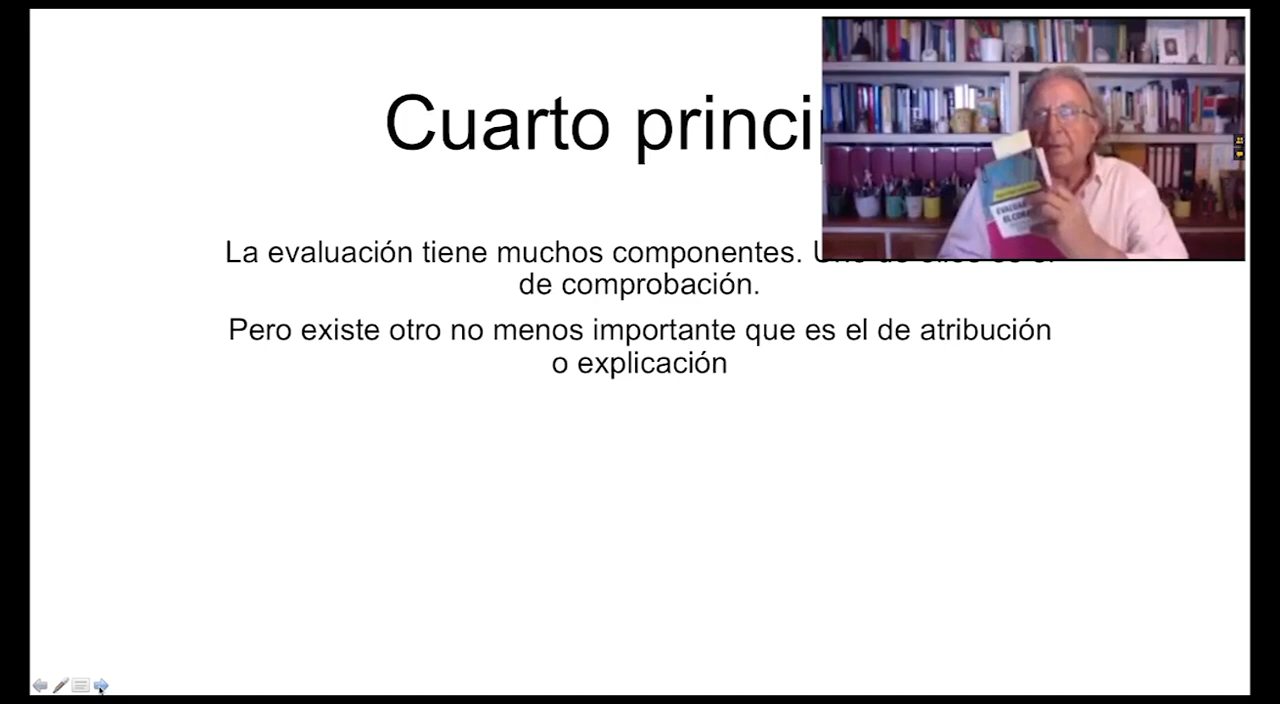 Cuarto princi
La evaluación tiene muchos componentes.
de comprobación.
Pero existe otro no menos importante que es el de atribución
o explicación